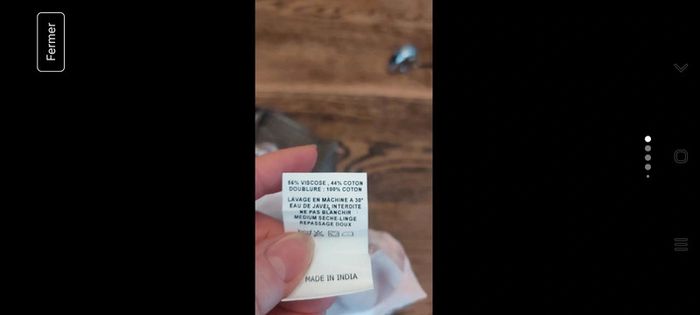 Fermer
56% VISCOSE, 44% COTON
DOUBLURE : 100% COTON
LAVAGE EN MACHINE A 30°
EAU DE JAVEL INTERDITE
NE PAS BLANCHIR
MEDIUM SECHE-LINGE
REPASSAGE DOUX
MADE IN INDIA